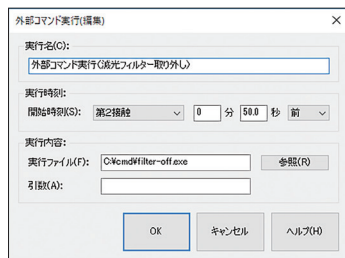 外部コマンド実行(編集)
実行名(C):
外部コマンド実行(減光フィルター取り外し)
実行時刻:
開始時刻(S): 第2接触 0 分 50.0 秒 前
実行内容:
実行ファイル(F): C:¥cmd¥filter-off.exe 参照(R)
引数(A):
OK キャンセル ヘルプ(H)